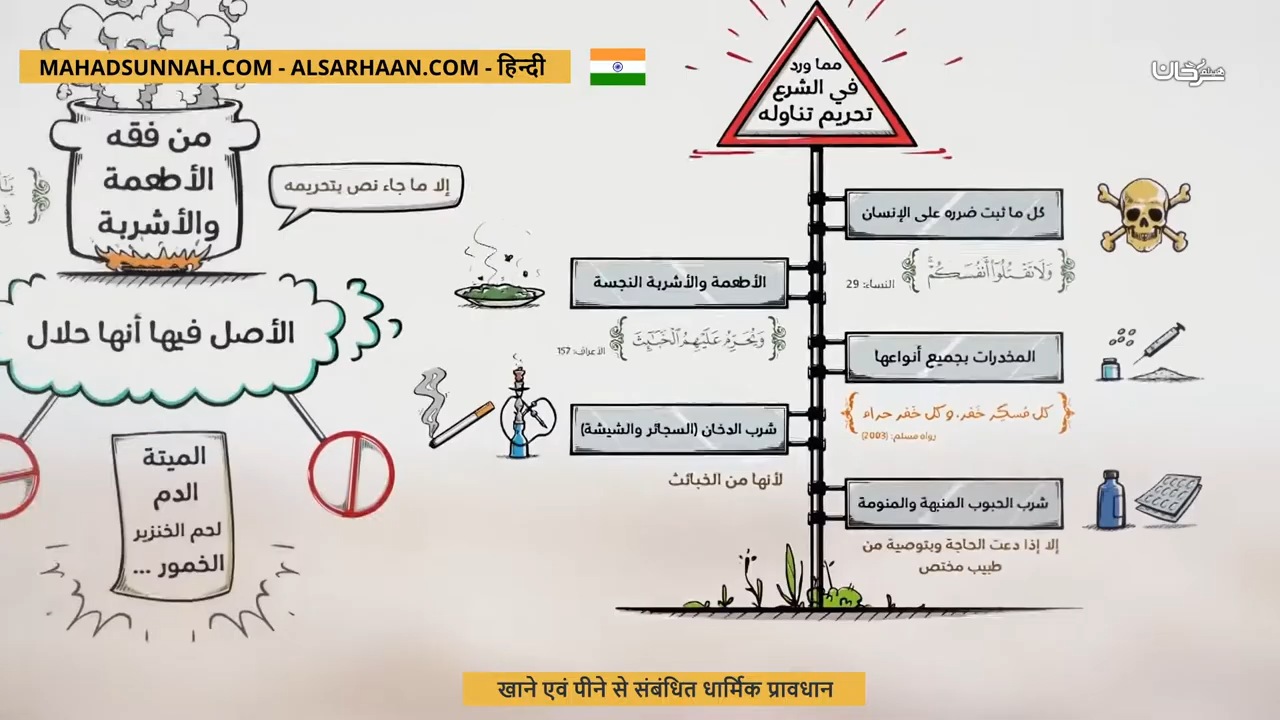 MAHADSUNNAH.COM - ALSARHAAN.COM - हिन्दी
من فقه
الأطعمة
والأشربة
إلا ما جاء نص بتحريمه
الأصل فيها أنها حلال
الميتة
الدم
لحم الخنزير
الخمور ...
مما ورد
في الشرع
تحريم تناوله
كل ما ثبت ضرره على الإنسان
وَلَا تَقْتُلُوٓا۟ أَنفُسَكُمْ
النساء: 29
الأطعمة والأشربة النجسة
وَيُحَرِّمُ عَلَيْهِمُ الْخَبَائِثَ
الأعراف: 157
المخدرات بجميع أنواعها
كل مسكر خمر، وكل خمر حرام
رواه مسلم: (2003)
شرب الدخان (السجائر والشيشة)
لأنها من الخبائث
شرب الحبوب المنبهة والمنومة
إلا إذا دعت الحاجة وبتوصية من
طبيب مختص
खाने एवं पीने से संबंधित धार्मिक प्रावधान